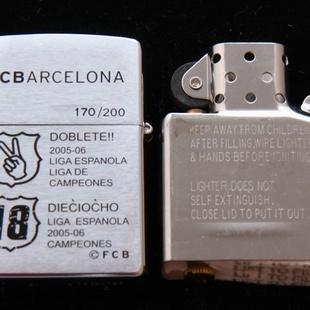 FCBARCELONA
170/200
DOBLETE!!
2005-06
LIGA ESPANOLA
LIGA DE
CAMPEONES
18
DIECIOCHO
LIGA ESPANOLA
2005-06
CAMPEONES
©FCB
KEEP AWAY FROM CHILDREN
AFTER FILLING, WIPE LIGHTER
& HANDS BEFORE IGNITING
LIGHTER DOES NOT
SELF EXTINGUISH,
CLOSE LID TO PUT IT OUT.